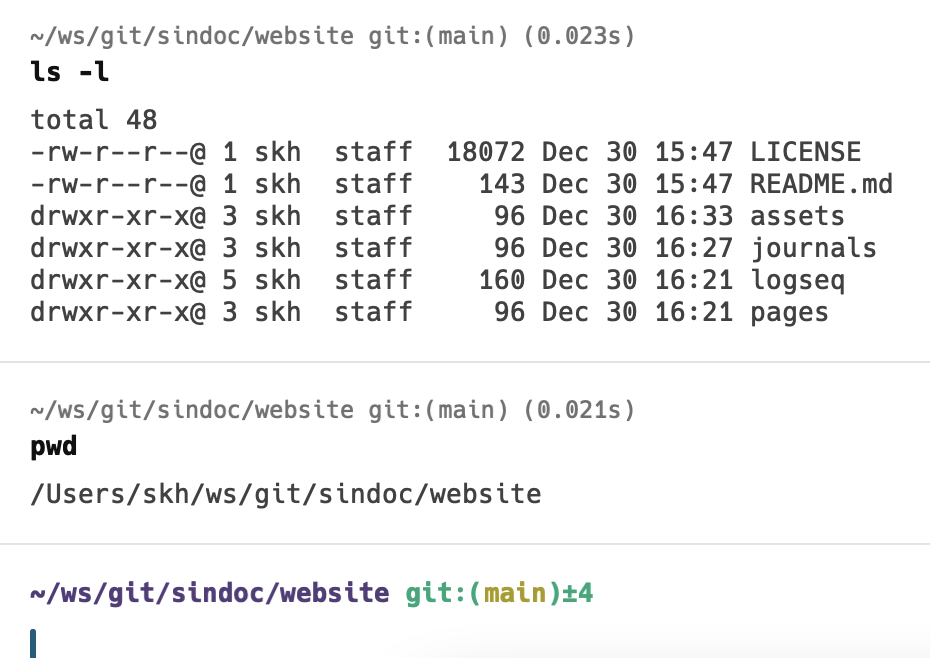 ~/ws/git/sindoc/website git:(main) (0.023s)
ls -l
total 48
-rw-r--r--@ 1 skh  staff  18072 Dec 30 15:47 LICENSE
-rw-r--r--@ 1 skh  staff    143 Dec 30 15:47 README.md
drwxr-xr-x@ 3 skh  staff     96 Dec 30 16:33 assets
drwxr-xr-x@ 3 skh  staff     96 Dec 30 16:27 journals
drwxr-xr-x@ 5 skh  staff    160 Dec 30 16:21 logseq
drwxr-xr-x@ 3 skh  staff     96 Dec 30 16:21 pages
~/ws/git/sindoc/website git:(main) (0.021s)
pwd
/Users/skh/ws/git/sindoc/website
~/ws/git/sindoc/website git:(main)±4